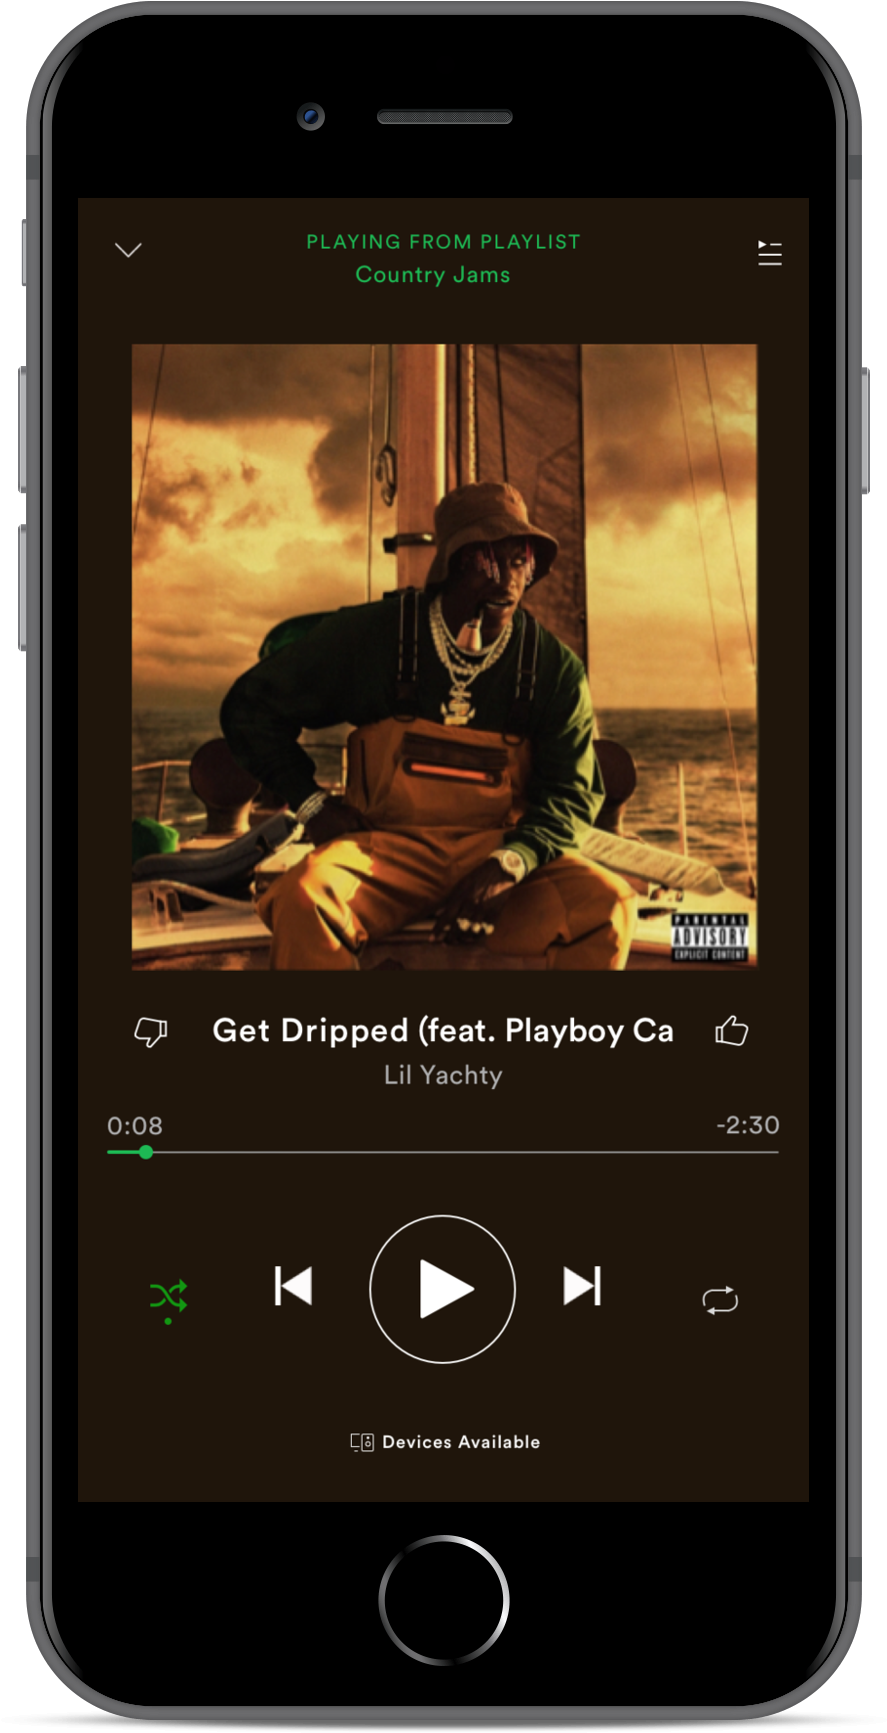 PLAYING FROM PLAYLIST
Country Jams
PARENTAL
ADVISORY
EXPLICIT CONTENT
Get Dripped (feat. Playboy Ca
Lil Yachty
0:08
-2:30
Devices Available